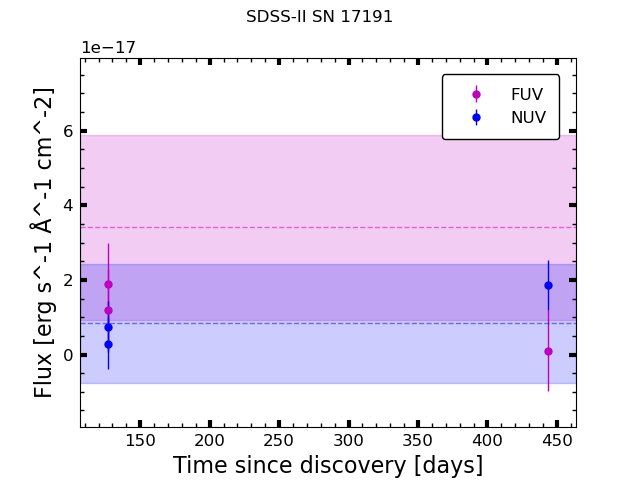 SDSS-II SN 17191
1e−17
FUV
NUV
6
4
2
0
Flux [erg s^-1 Å^-1 cm^-2]
150 200 250 300 350 400 450
Time since discovery [days]